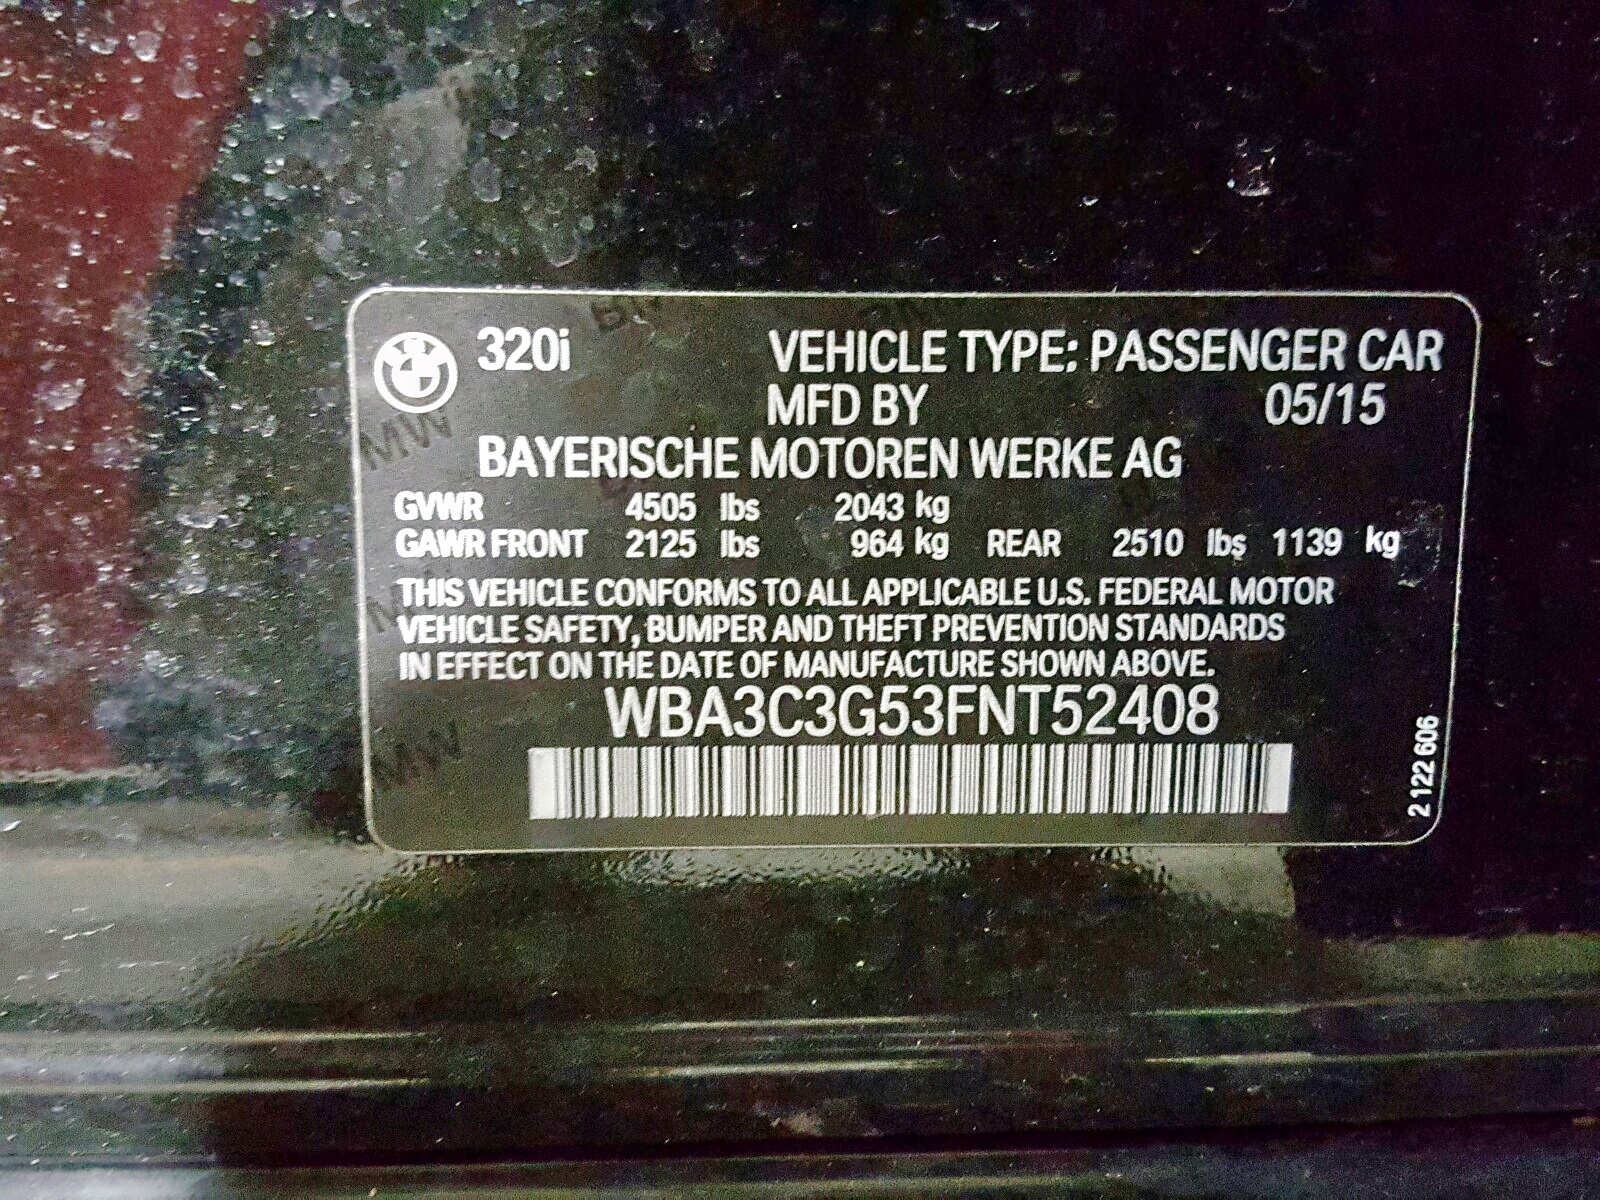 320i VEHICLE TYPE: PASSENGER CAR
MFD BY 05/15
BAYERISCHE MOTOREN WERKE AG
GVWR 4505 lbs 2043 kg
GAWR FRONT 2125 lbs 964 kg REAR 2510 lbs 1139 kg
THIS VEHICLE CONFORMS TO ALL APPLICABLE U.S. FEDERAL MOTOR
VEHICLE SAFETY, BUMPER AND THEFT PREVENTION STANDARDS
IN EFFECT ON THE DATE OF MANUFACTURE SHOWN ABOVE.
WBA3C3G53FNT52408
2 122 606